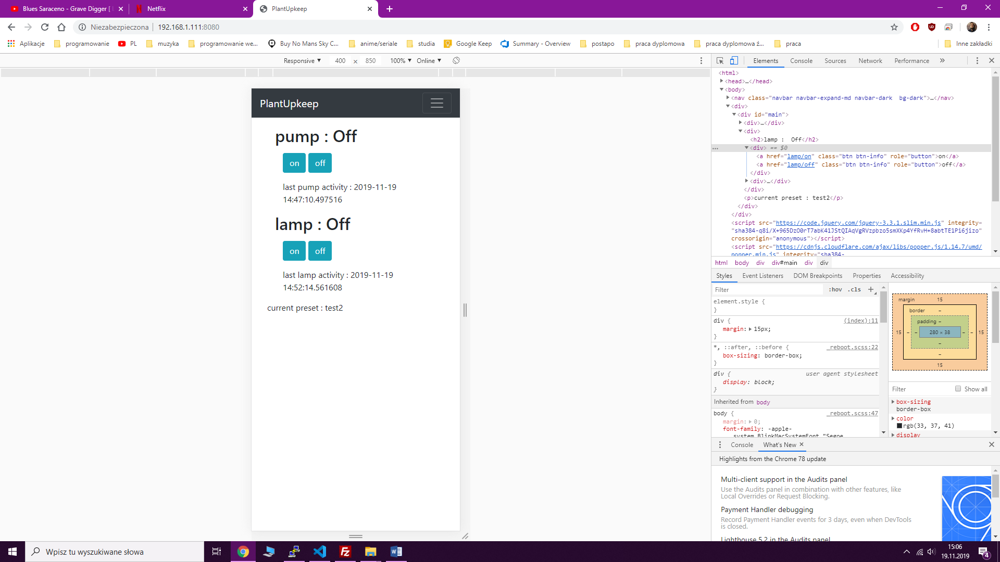 Blues Saraceno - Grave Digger [
Netflix
PlantUpkeep
Niezabezpieczona
192.168.1.111:8080
Aplikacje
programowanie
PL
muzyka
programowanie we...
Buy No Mans Sky C...
anime/seriale
studia
Google Keep
Summary - Overview
postapo
praca dyplomowa
praca dyplomowa ź...
praca
Inne zakładki
Responsive
400 × 850
100%
Online
PlantUpkeep
pump : Off
on off
last pump activity : 2019-11-19
14:47:10.497516
lamp : Off
on off
last lamp activity : 2019-11-19
14:52:14.561608
current preset : test2
Elements
Console
Sources
Network
Performance
<html>
<head>…</head>
<body>
<nav class="navbar navbar-expand-md navbar-dark  bg-dark">…</nav>
<div>
<div id="main">
<div>…</div>
<div>
<h2>lamp :  Off</h2>
<div> == $0
<a href="lamp/on" class="btn btn-info" role="button">on</a>
<a href="lamp/off" class="btn btn-info" role="button">off</a>
</div>
<div>…</div>
</div>
<p>current preset : test2</p>
</div>
</div>
<script src="https://code.jquery.com/jquery-3.3.1.slim.min.js" integrity=
"sha384-q8i/X+965DzO0rT7abK41JStQIAqVgRVzpbzo5smXKp4YfRvH+8abtTE1Pi6jizo"
crossorigin="anonymous"></script>
<script src="https://cdnjs.cloudflare.com/ajax/libs/popper.js/1.14.7/umd/
popper.min.js" integrity="sha384-
html body div div#main div div
Styles
Event Listeners
DOM Breakpoints
Properties
Accessibility
Filter
:hov .cls +
element.style {
}
div { (index):11
margin: 15px;
}
*, ::after, ::before { _reboot.scss:22
box-sizing: border-box;
}
div { user agent stylesheet
display: block;
}
Inherited from body
body { _reboot.scss:47
margin: 0;
font-family: -apple-
system,BlinkMacSystemFont,"Segoe
margin 15
border –
padding –
15 – – 280 × 38 – – 15
–
–
15
Filter
Show all
box-sizing
border-box
color
rgb(33, 37, 41)
display
Console
What's New
Highlights from the Chrome 78 update
Multi-client support in the Audits panel
Use the Audits panel in combination with other features, like
Local Overrides or Request Blocking.
Payment Handler debugging
Record Payment Handler events for 3 days, even when DevTools
is closed.
Lighthouse 5.2 in the Audits panel
Wpisz tu wyszukiwane słowa
15:06
19.11.2019
4